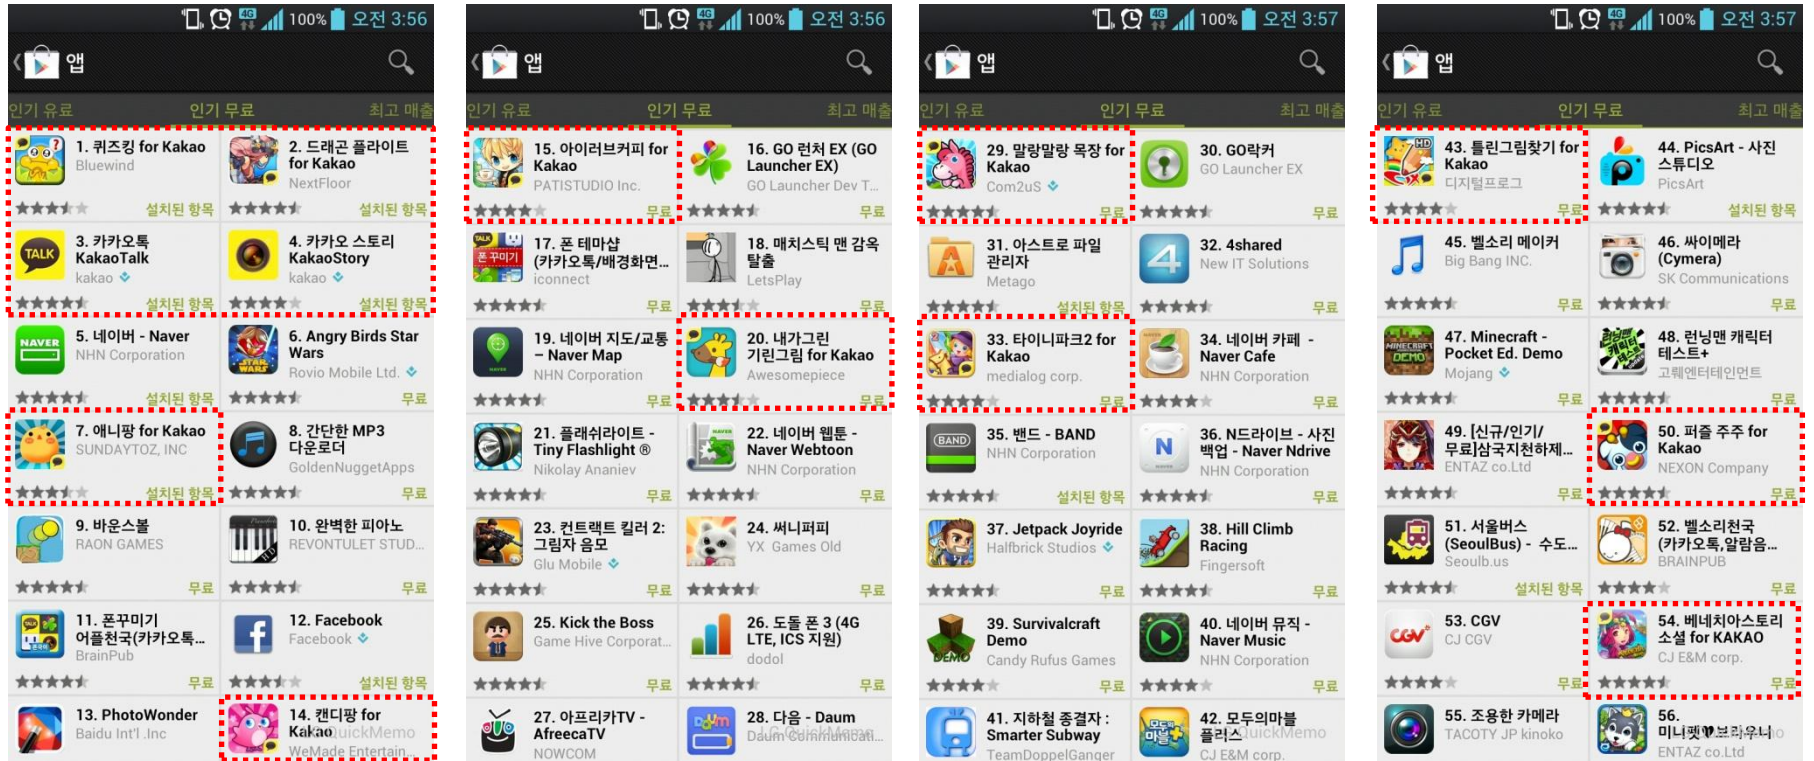 100% 오전 3:56
앱
인기 유료 인기 무료 최고 매출
1. 퀴즈킹 for Kakao
Bluewind
설치된 항목
2. 드래곤 플라이트
for Kakao
NextFloor
설치된 항목
3. 카카오톡
KakaoTalk
kakao
설치된 항목
4. 카카오 스토리
KakaoStory
kakao
설치된 항목
5. 네이버 - Naver
NHN Corporation
설치된 항목
6. Angry Birds Star
Wars
Rovio Mobile Ltd.
무료
7. 애니팡 for Kakao
SUNDAYTOZ, INC
설치된 항목
8. 간단한 MP3
다운로더
GoldenNuggetApps
무료
9. 바운스볼
RAON GAMES
무료
10. 완벽한 피아노
REVONTULET STUD...
무료
11. 폰꾸미기
어플천국(카카오톡...
BrainPub
무료
12. Facebook
Facebook
설치된 항목
13. PhotoWonder
Baidu Int'l .Inc
14. 캔디팡 for
Kakao
WeMade Entertain...
QuickMemo
100% 오전 3:56
앱
인기 유료 인기 무료 최고 매출
15. 아이러브커피 for
Kakao
PATISTUDIO Inc.
무료
16. GO 런처 EX (GO
Launcher EX)
GO Launcher Dev T...
무료
17. 폰 테마샵
(카카오톡/배경화면...
iconnect
무료
18. 매치스틱 맨 감옥
탈출
LetsPlay
무료
19. 네이버 지도/교통
– Naver Map
NHN Corporation
무료
20. 내가그린
기린그림 for Kakao
Awesomepiece
무료
21. 플래쉬라이트 -
Tiny Flashlight ®
Nikolay Ananiev
무료
22. 네이버 웹툰 -
Naver Webtoon
NHN Corporation
무료
23. 컨트랙트 킬러 2:
그림자 음모
Glu Mobile
무료
24. 써니퍼피
YX Games Old
무료
25. Kick the Boss
Game Hive Corporat...
무료
26. 도돌 폰 3 (4G
LTE, ICS 지원)
dodol
무료
27. 아프리카TV -
AfreecaTV
NOWCOM
28. 다음 - Daum
Daum Communicati...
LG QuickMemo
100% 오전 3:57
앱
인기 유료 인기 무료 최고 매출
29. 말랑말랑 목장 for
Kakao
Com2uS
무료
30. GO락커
GO Launcher EX
무료
31. 아스트로 파일
관리자
Metago
설치된 항목
32. 4shared
New IT Solutions
무료
33. 타이니파크2 for
Kakao
medialog corp.
무료
34. 네이버 카페 -
Naver Cafe
NHN Corporation
무료
35. 밴드 - BAND
NHN Corporation
설치된 항목
36. N드라이브 - 사진
백업 - Naver Ndrive
NHN Corporation
무료
37. Jetpack Joyride
Halfbrick Studios
무료
38. Hill Climb
Racing
Fingersoft
무료
39. Survivalcraft
Demo
Candy Rufus Games
무료
40. 네이버 뮤직 -
Naver Music
NHN Corporation
무료
41. 지하철 종결자 :
Smarter Subway
TeamDoppelGanger
42. 모두의마블
플러스
CJ E&M corp.
QuickMemo
100% 오전 3:57
앱
인기 유료 인기 무료 최고 매출
43. 틀린그림찾기 for
Kakao
디지털프로그
무료
44. PicsArt - 사진
스튜디오
PicsArt
설치된 항목
45. 벨소리 메이커
Big Bang INC.
무료
46. 싸이메라
(Cymera)
SK Communications
무료
47. Minecraft -
Pocket Ed. Demo
Mojang
무료
48. 런닝맨 캐릭터
테스트+
고퀘엔터테인먼트
무료
49. [신규/인기/
무료]삼국지천하제...
ENTAZ co.Ltd
무료
50. 퍼즐 주주 for
Kakao
NEXON Company
무료
51. 서울버스
(SeoulBus) - 수도...
Seoulb.us
설치된 항목
52. 벨소리천국
(카카오톡,알람음...
BRAINPUB
무료
53. CGV
CJ CGV
무료
54. 베네치아스토리
소셜 for KAKAO
CJ E&M corp.
무료
55. 조용한 카메라
TACOTY JP kinoko
56.
미니펫♥브라우니
ENTAZ co.Ltd